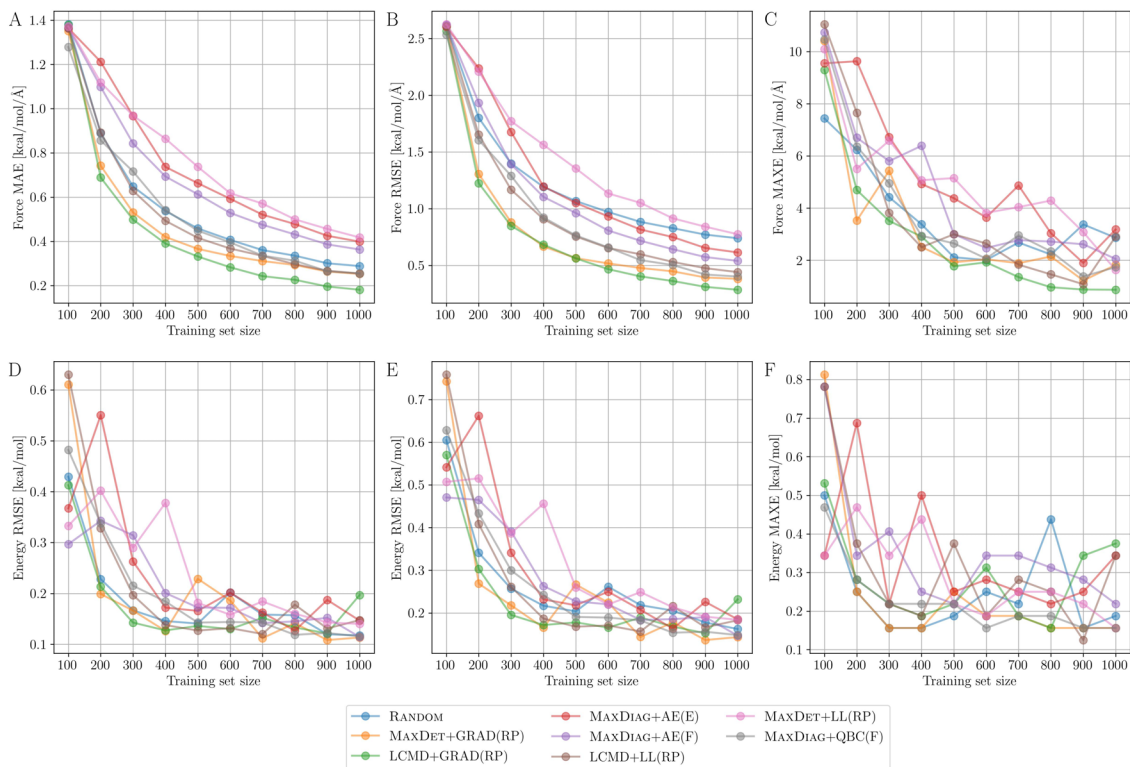 A
B
C
1.4
1.2
1.0
0.8
0.6
0.4
0.2
Force MAE [kcal/mol/Å]
100 200 300 400 500 600 700 800 900 1000
Training set size
2.5
2.0
1.5
1.0
0.5
Force RMSE [kcal/mol/Å]
100 200 300 400 500 600 700 800 900 1000
Training set size
10
8
6
4
2
Force MAXE [kcal/mol/Å]
100 200 300 400 500 600 700 800 900 1000
Training set size
D
E
F
0.6
0.5
0.4
0.3
0.2
0.1
Energy RMSE [kcal/mol]
100 200 300 400 500 600 700 800 900 1000
Training set size
0.7
0.6
0.5
0.4
0.3
0.2
0.1
Energy RMSE [kcal/mol]
100 200 300 400 500 600 700 800 900 1000
Training set size
0.8
0.7
0.6
0.5
0.4
0.3
0.2
0.1
Energy MAXE [kcal/mol]
100 200 300 400 500 600 700 800 900 1000
Training set size
Random
MaxDet+GRAD(RP)
LCMD+GRAD(RP)
MaxDiag+AE(E)
MaxDiag+AE(F)
LCMD+LL(RP)
MaxDet+LL(RP)
MaxDiag+QBC(F)